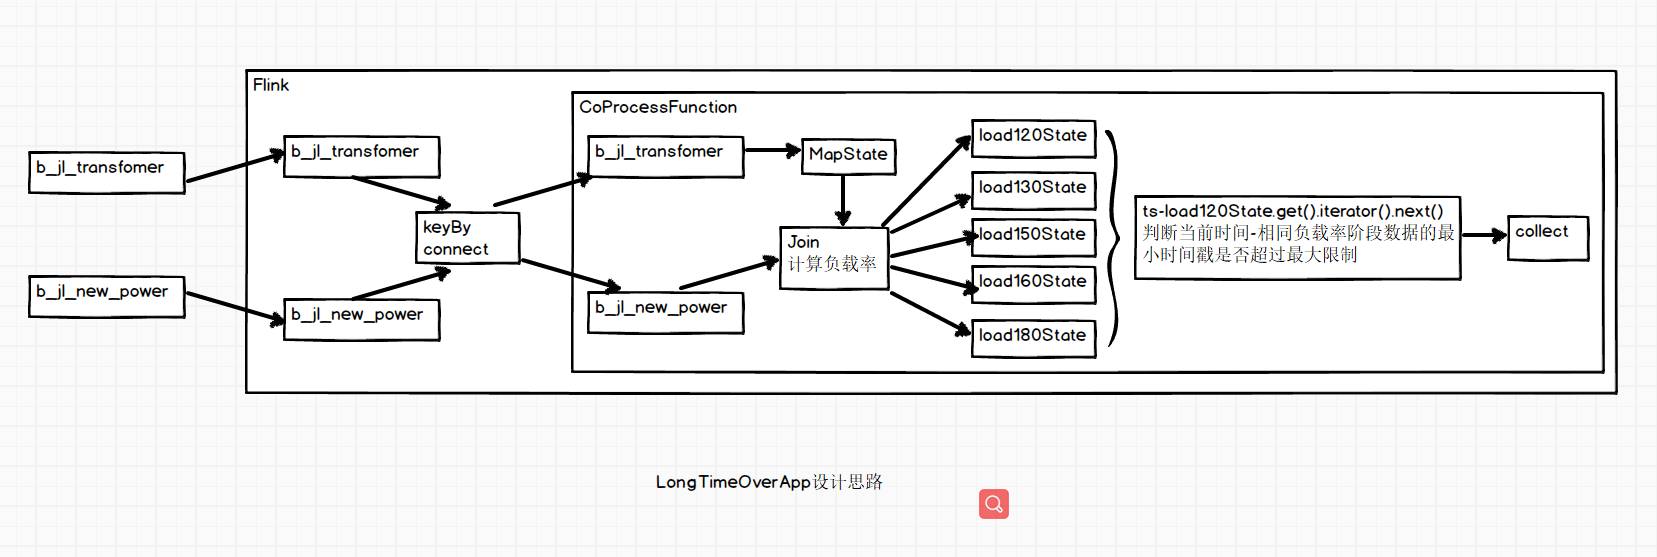 Flink
CoProcessFunction
b_jl_transfomer
b_jl_transfomer
b_jl_transfomer
MapState
load120State
load130State
load150State
load160State
load180State
keyBy
connect
Join
计算负载率
ts-load120State.get().iterator().next()
判断当前时间-相同负载率阶段数据的最
小时间戳是否超过最大限制
collect
b_jl_new_power
b_jl_new_power
b_jl_new_power
LongTimeOverApp设计思路